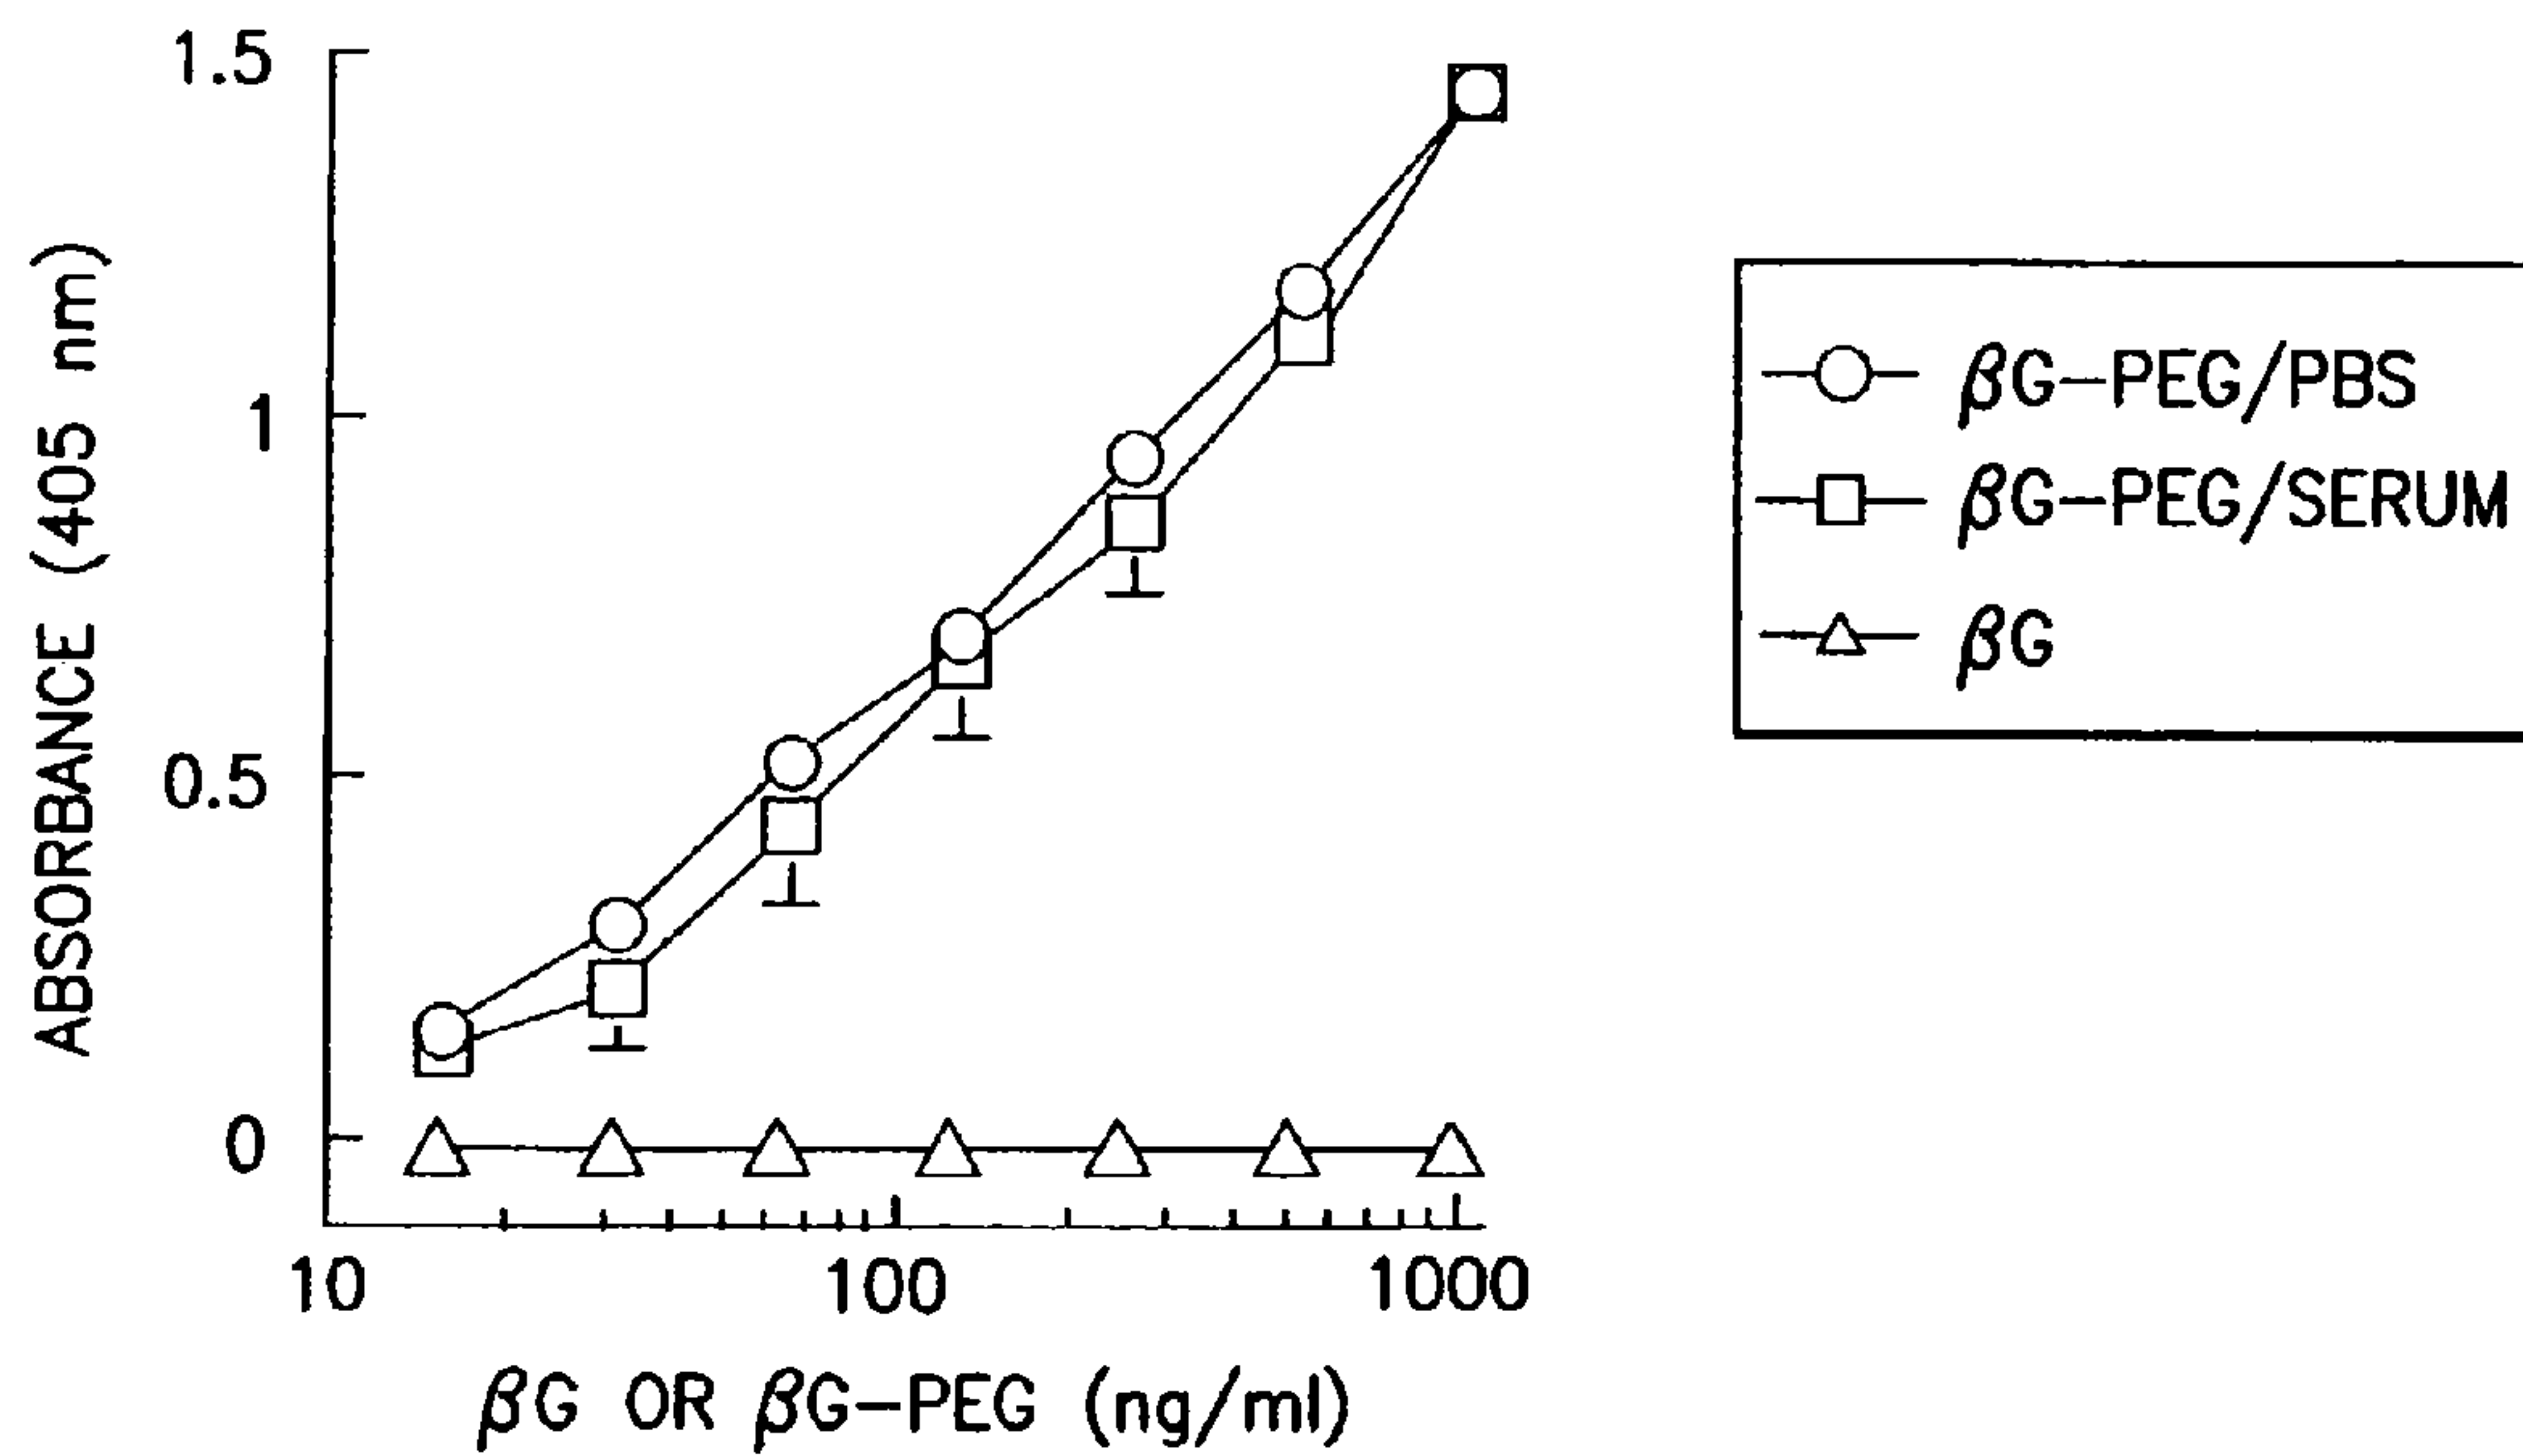 1.5
1
0.5
0
ABSORBANCE (405 nm)
10
100
1000
βG OR βG-PEG (ng/ml)
βG-PEG/PBS
βG-PEG/SERUM
βG